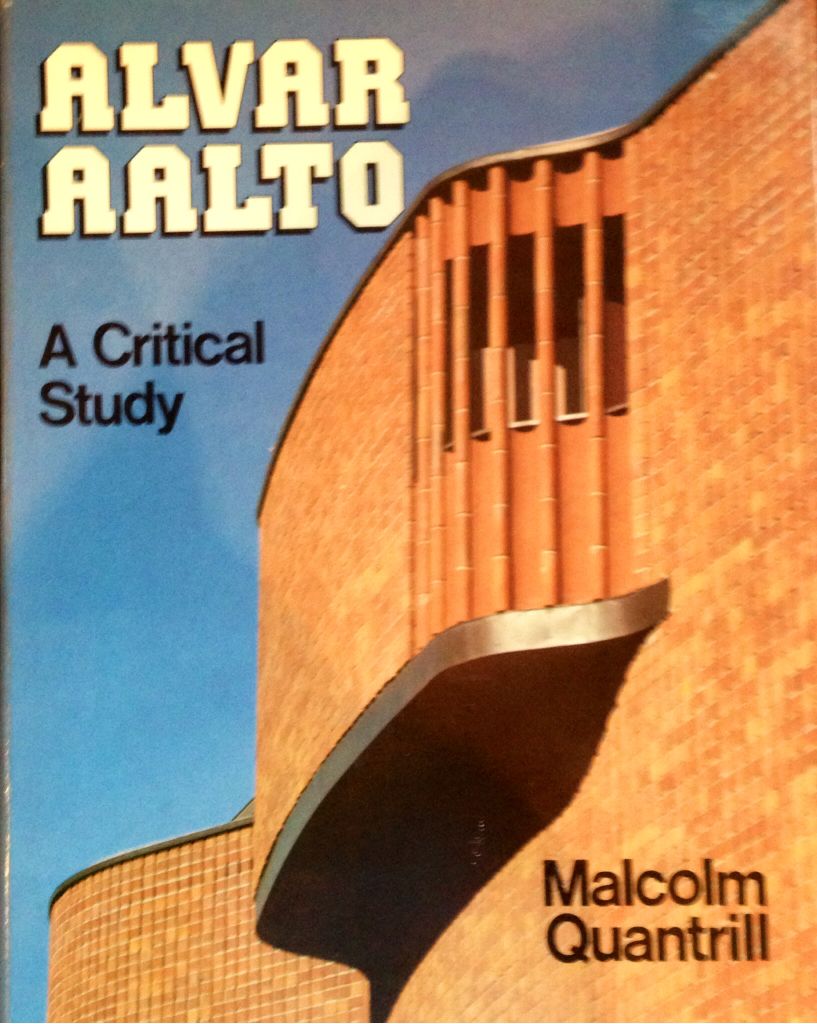 ALVAR
AALTO
A Critical
Study
Malcolm
Quantrill